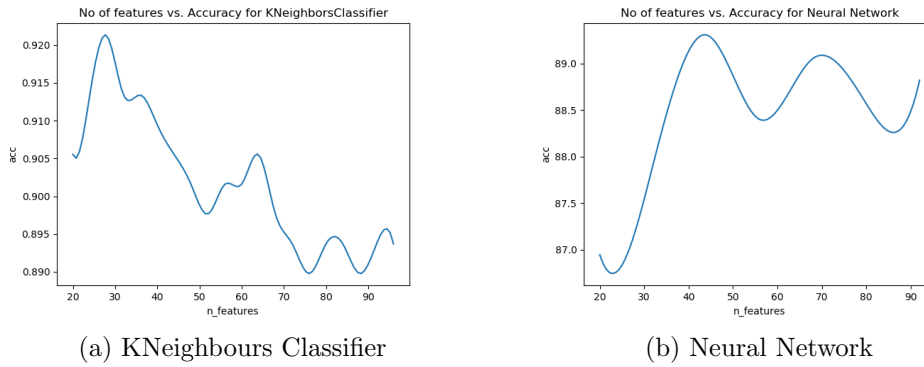 No of features vs. Accuracy for KNeighborsClassifier
0.920
0.915
0.910
0.905
0.900
0.895
0.890
acc
20 30 40 50 60 70 80 90
n_features
(a) KNeighbours Classifier
No of features vs. Accuracy for Neural Network
89.0
88.5
88.0
87.5
87.0
acc
20 30 40 50 60 70 80 90
n_features
(b) Neural Network